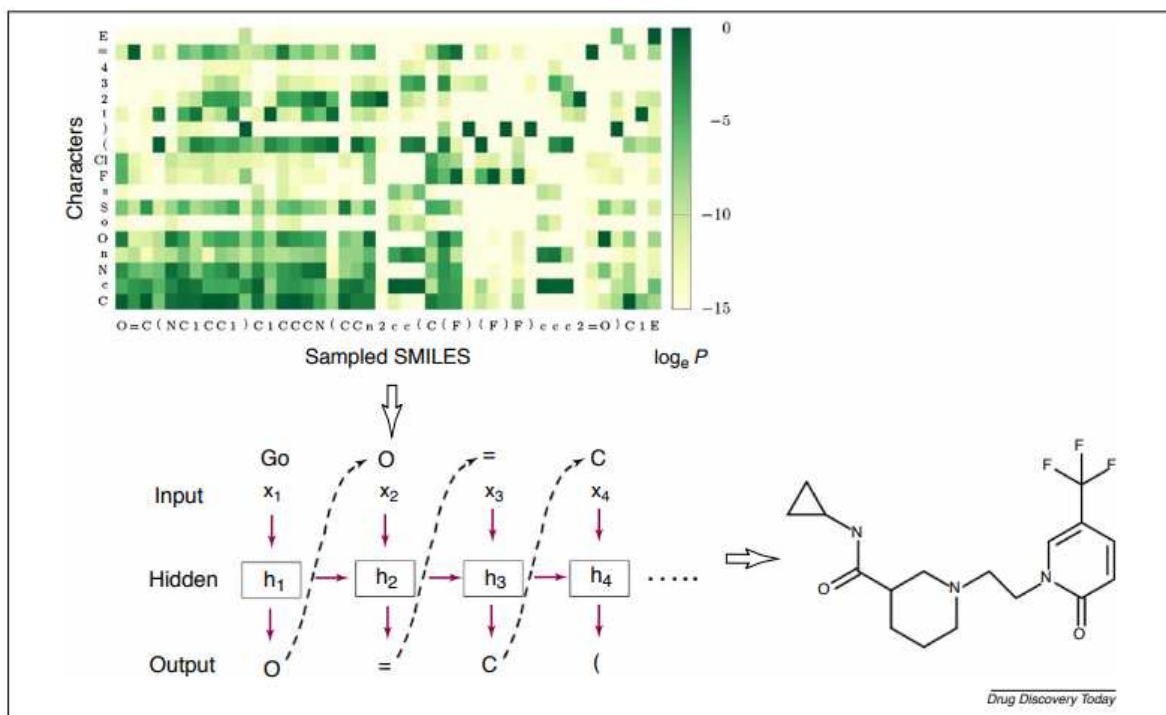 E
=
4
3
2
1
)
(
Cl
F
s
S
o
O
n
N
c
C
Characters
0
−5
−10
−15
O=C(NC1CC1)C1CCCN(CCn2cc(C(F)(F)F)ccc2=O)C1E
Sampled SMILES
loge P
Go O = C
Input x1 x2 x3 x4
Hidden h1 h2 h3 h4 .....
Output O = C (
F
F F
N
O
N
N
O
Drug Discovery Today